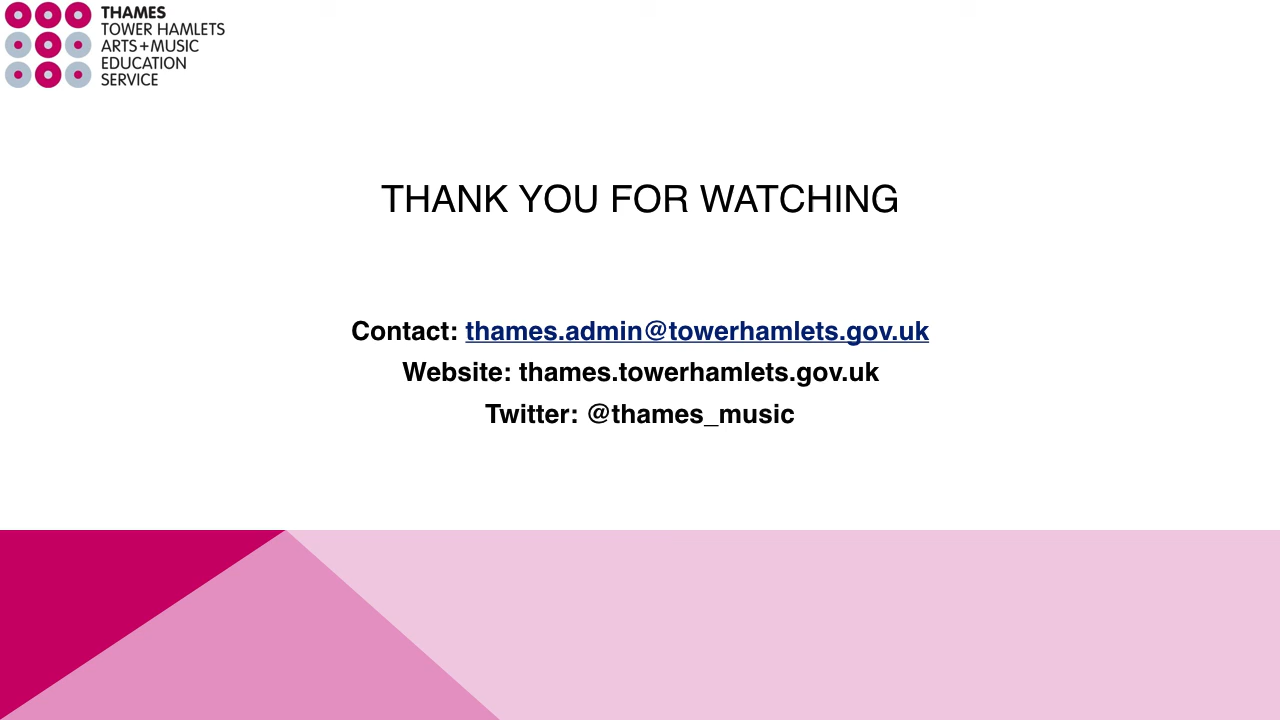 THAMES
TOWER HAMLETS
ARTS+MUSIC
EDUCATION
SERVICE
THANK YOU FOR WATCHING
Contact: thames.admin@towerhamlets.gov.uk
Website: thames.towerhamlets.gov.uk
Twitter: @thames_music